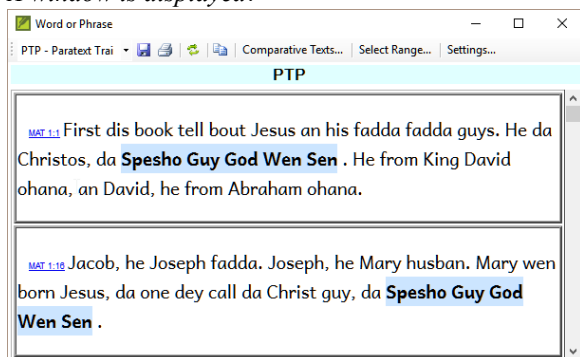 A window is displayed.
Word or Phrase
PTP - Paratext Trai Comparative Texts... Select Range... Settings...
PTP
MAT 1:1 First dis book tell bout Jesus an his fadda fadda guys. He da
Christos, da Spesho Guy God Wen Sen . He from King David
ohana, an David, he from Abraham ohana.
MAT 1:16 Jacob, he Joseph fadda. Joseph, he Mary husban. Mary wen
born Jesus, da one dey call da Christ guy, da Spesho Guy God
Wen Sen .